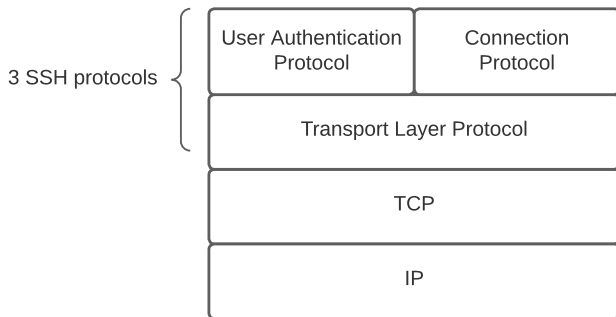 3 SSH protocols
User Authentication
Protocol
Connection
Protocol
Transport Layer Protocol
TCP
IP